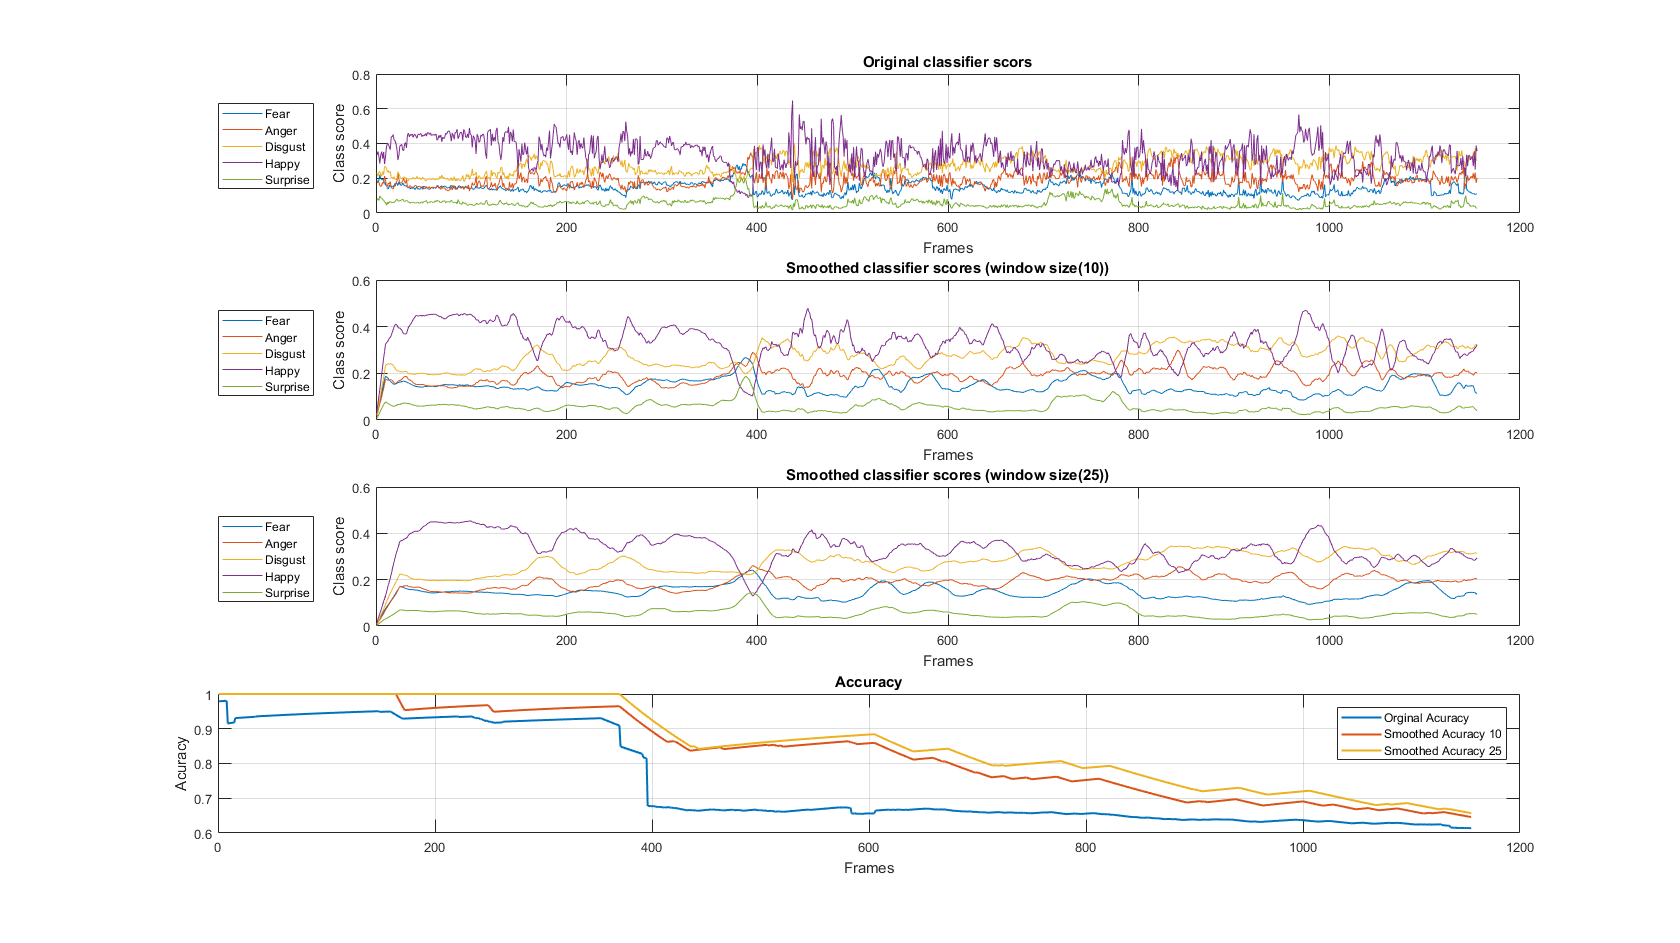 Original classifier scors
Fear
Anger
Disgust
Happy
Surprise
Class score
0.8
0.6
0.4
0.2
0
0 200 400 600 800 1000 1200
Frames
Smoothed classifier scores (window size(10))
Fear
Anger
Disgust
Happy
Surprise
Class score
0.6
0.4
0.2
0
0 200 400 600 800 1000 1200
Frames
Smoothed classifier scores (window size(25))
Fear
Anger
Disgust
Happy
Surprise
Class score
0.6
0.4
0.2
0
0 200 400 600 800 1000 1200
Frames
Accuracy
Acuracy
1
0.9
0.8
0.7
0.6
Orginal Acuracy
Smoothed Acuracy 10
Smoothed Acuracy 25
0 200 400 600 800 1000 1200
Frames